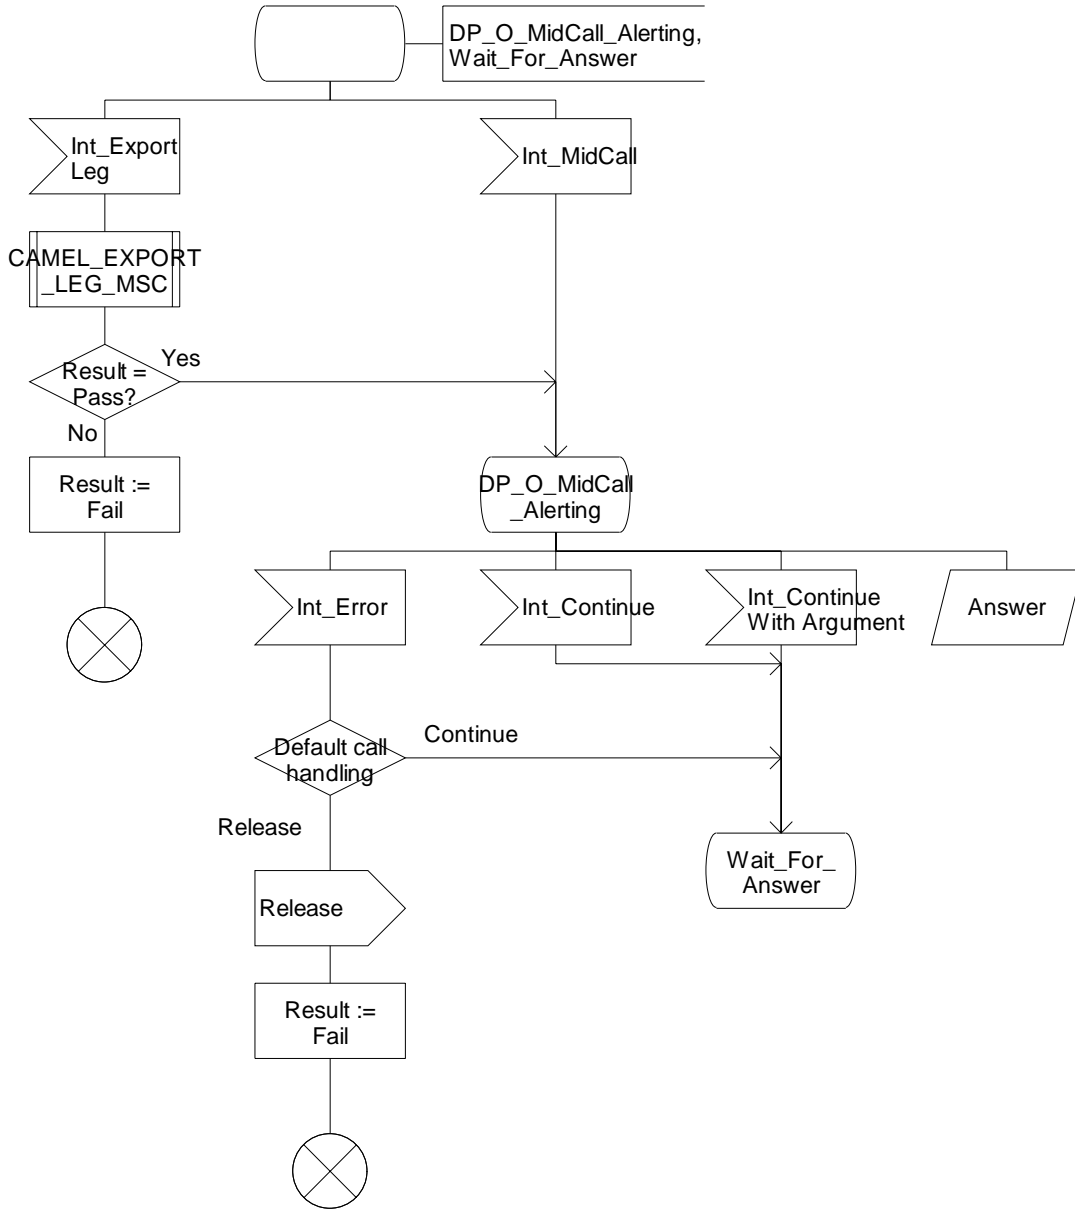 DP_O_MidCall_Alerting,
Wait_For_Answer
Int_Export
Leg
Int_MidCall
CAMEL_EXPORT
_LEG_MSC
Result =
Pass?
Yes
No
Result :=
Fail
DP_O_MidCall
_Alerting
Int_Error
Int_Continue
Int_Continue
With Argument
Answer
Default call
handling
Continue
Release
Wait_For_
Answer
Release
Result :=
Fail